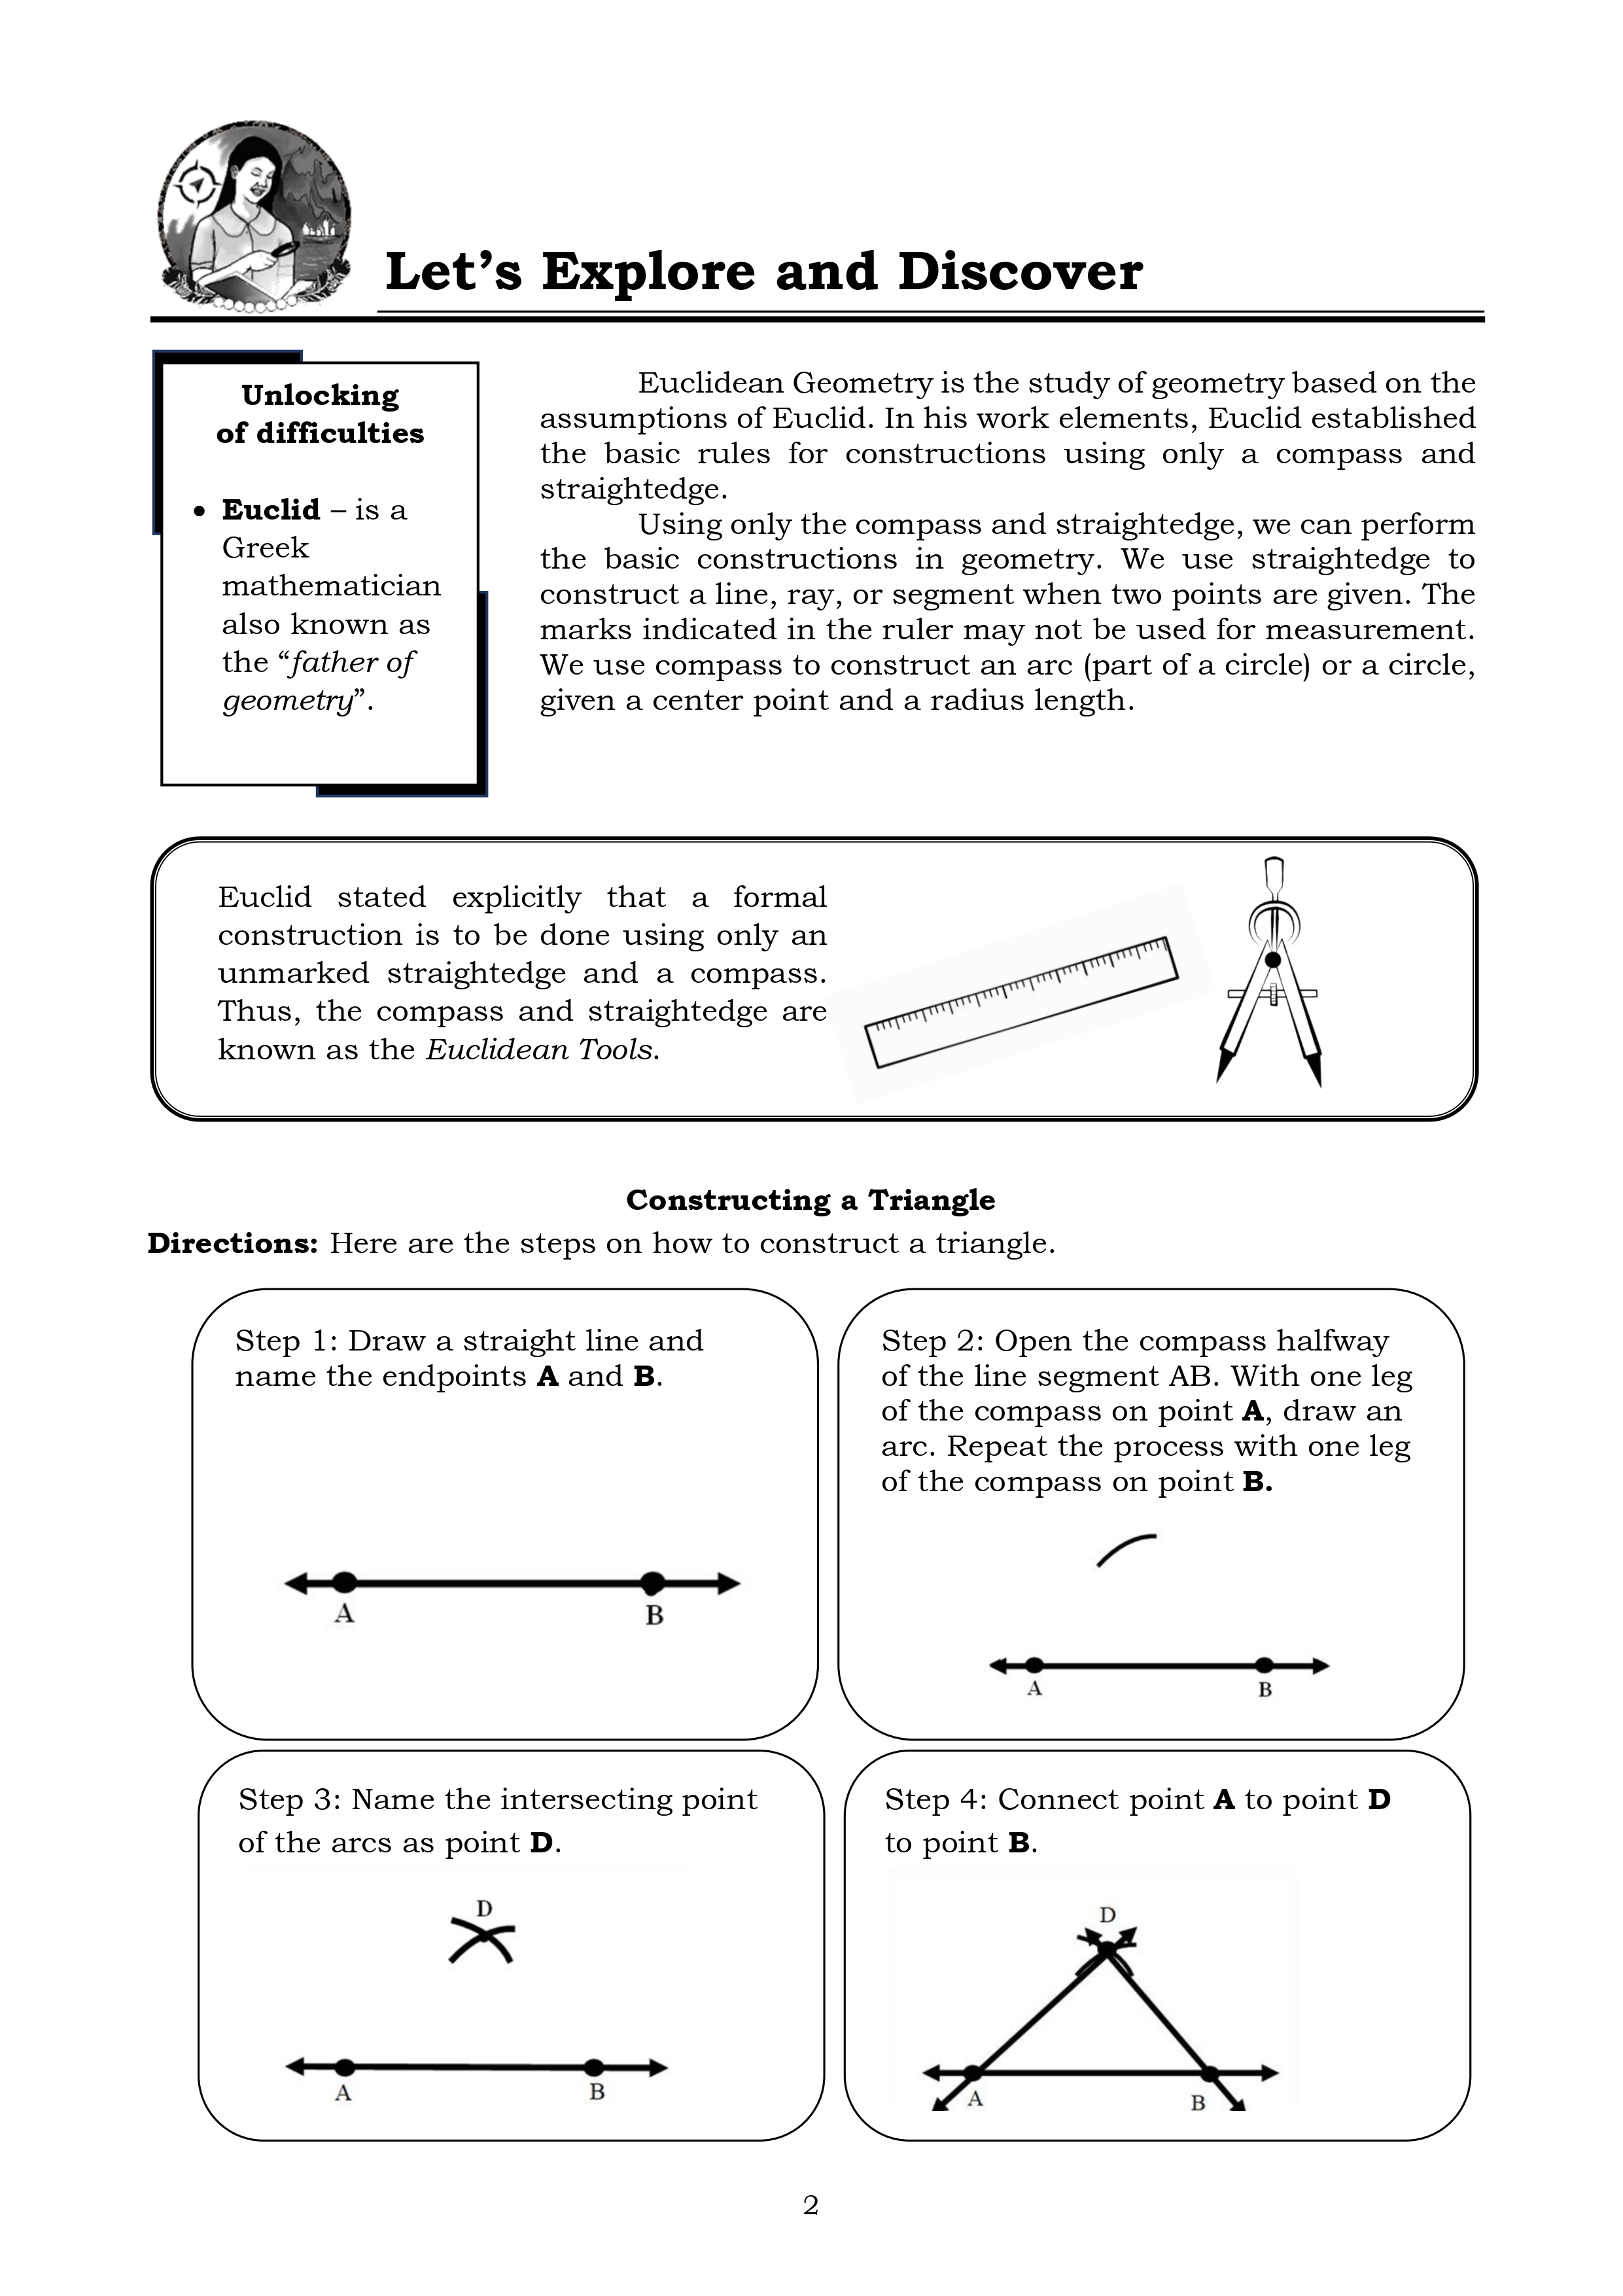 Let’s Explore and Discover
Unlocking
of difficulties
• Euclid – is a
Greek
mathematician
also known as
the “father of
geometry”.
Euclidean Geometry is the study of geometry based on the
assumptions of Euclid. In his work elements, Euclid established
the basic rules for constructions using only a compass and
straightedge.
Using only the compass and straightedge, we can perform
the basic constructions in geometry. We use straightedge to
construct a line, ray, or segment when two points are given. The
marks indicated in the ruler may not be used for measurement.
We use compass to construct an arc (part of a circle) or a circle,
given a center point and a radius length.
Euclid stated explicitly that a formal
construction is to be done using only an
unmarked straightedge and a compass.
Thus, the compass and straightedge are
known as the Euclidean Tools.
Constructing a Triangle
Directions: Here are the steps on how to construct a triangle.
Step 1: Draw a straight line and
name the endpoints A and B.
A B
Step 2: Open the compass halfway
of the line segment AB. With one leg
of the compass on point A, draw an
arc. Repeat the process with one leg
of the compass on point B.
A B
Step 3: Name the intersecting point
of the arcs as point D.
D
A B
Step 4: Connect point A to point D
to point B.
D
A B
2